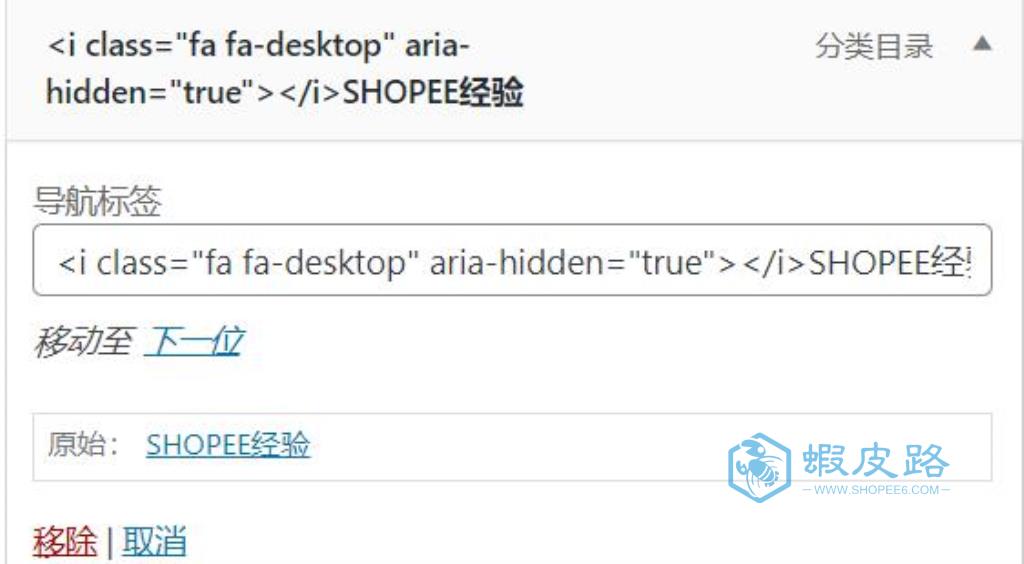 <i class="fa fa-desktop" aria-
hidden="true"></i>SHOPEE经验
分类目录
导航标签
<i class="fa fa-desktop" aria-hidden="true"></i>SHOPEE经
移动至 下一位
原始： SHOPEE经验
蝦皮路
WWW.SHOPEE6.COM
移除 | 取消